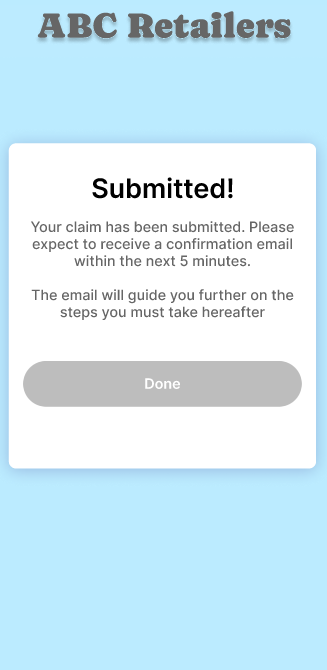 ABC Retailers
Submitted!
Your claim has been submitted. Please
expect to receive a confirmation email
within the next 5 minutes.
The email will guide you further on the
steps you must take hereafter
Done